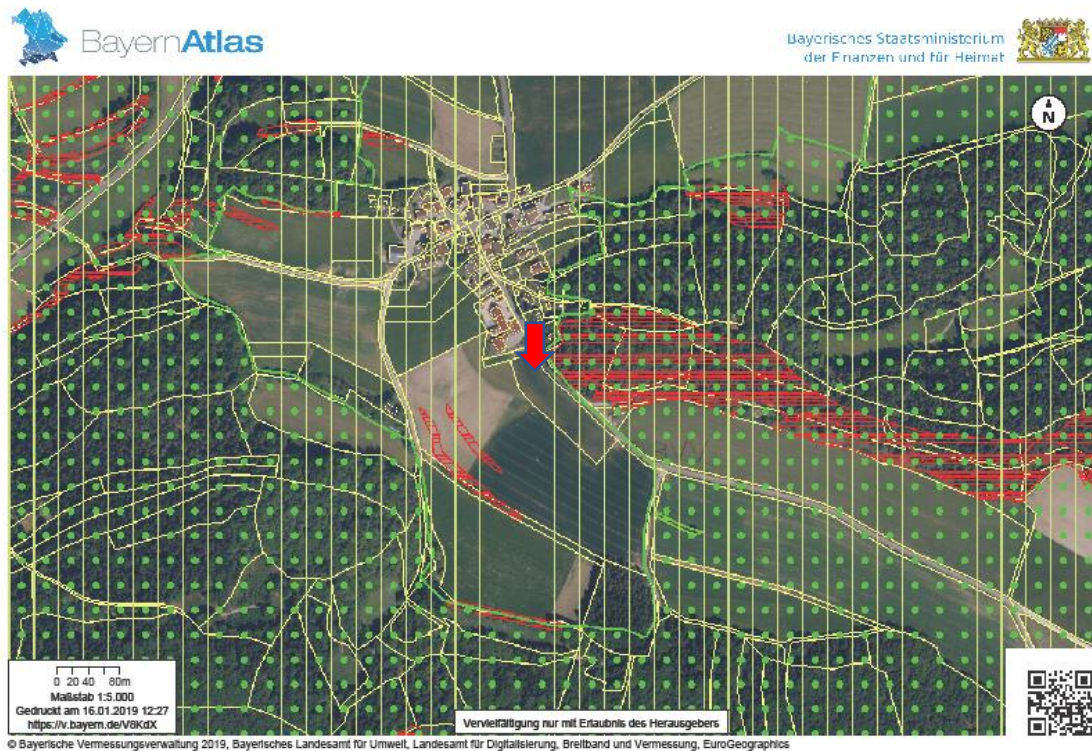 BayernAtlas
Bayerisches Staatsministerium
der Finanzen und für Heimat
N
0 20 40 80m
Maßstab 1:5.000
Gedruckt am 16.01.2019 12:27
https://v.bayern.de/V8KdX
Vervielfältigung nur mit Erlaubnis des Herausgebers
© Bayerische Vermessungsverwaltung 2019, Bayerisches Landesamt für Umwelt, Landesamt für Digitalisierung, Breitband und Vermessung, EuroGeographics